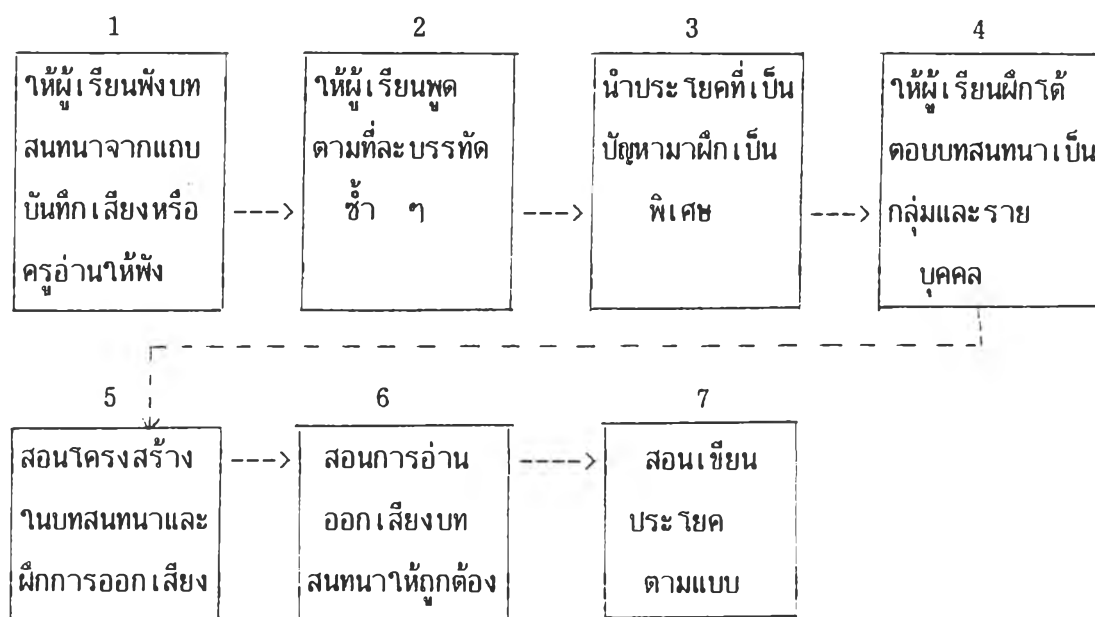 1 2 3 4
ให้ผู้เรียนฟังบท
สนทนาจากแถบ
บันทึกเสียงหรือ
ครูอ่านให้ฟัง
--->
ให้ผู้เรียนพูด
ตามที่ละบรรทัด
ซ้ำ ๆ
--->
นำประโยคที่เป็น
ปัญหามาฝึกเป็น
พิเศษ
--->
ให้ผู้เรียนฝึกโต้
ตอบบทสนทนาเป็น
กลุ่มและราย
บุคคล
5 6 7
สอนโครงสร้าง
ในบทสนทนาและ
ฝึกการออกเสียง
--->
สอนการอ่าน
ออกเสียงบท
สนทนาให้ถูกต้อง
---->
สอนเขียน
ประโยค
ตามแบบ